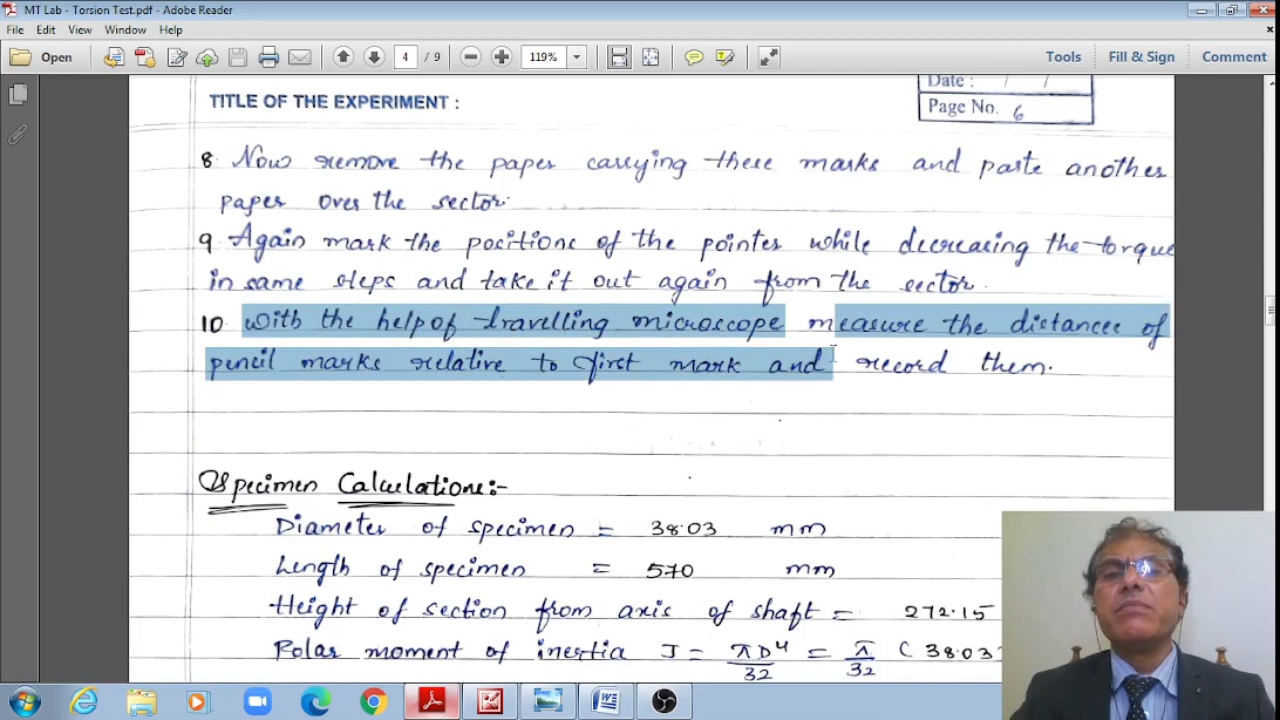 MT Lab - Torsion Test.pdf - Adobe Reader
File Edit View Window Help
Open 4 / 9 119% Tools Fill & Sign Comment
Date : / /
TITLE OF THE EXPERIMENT :
Page No. 6
8 Now remove the paper carrying these marks and paste another
paper over the sector.
9 Again mark the positions of the pointer while decreasing the torque
in same steps and take it out again from the sector.
10. with the help of travelling microscope measure the distances of
pencil marks relative to first mark and record them.
Specimen Calculations:-
Diameter of specimen = 38.03 mm
Length of specimen = 570 mm
Height of section from axis of shaft = 272.15
Polar moment of inertia J = πD⁴/32 = π/32 (38.03